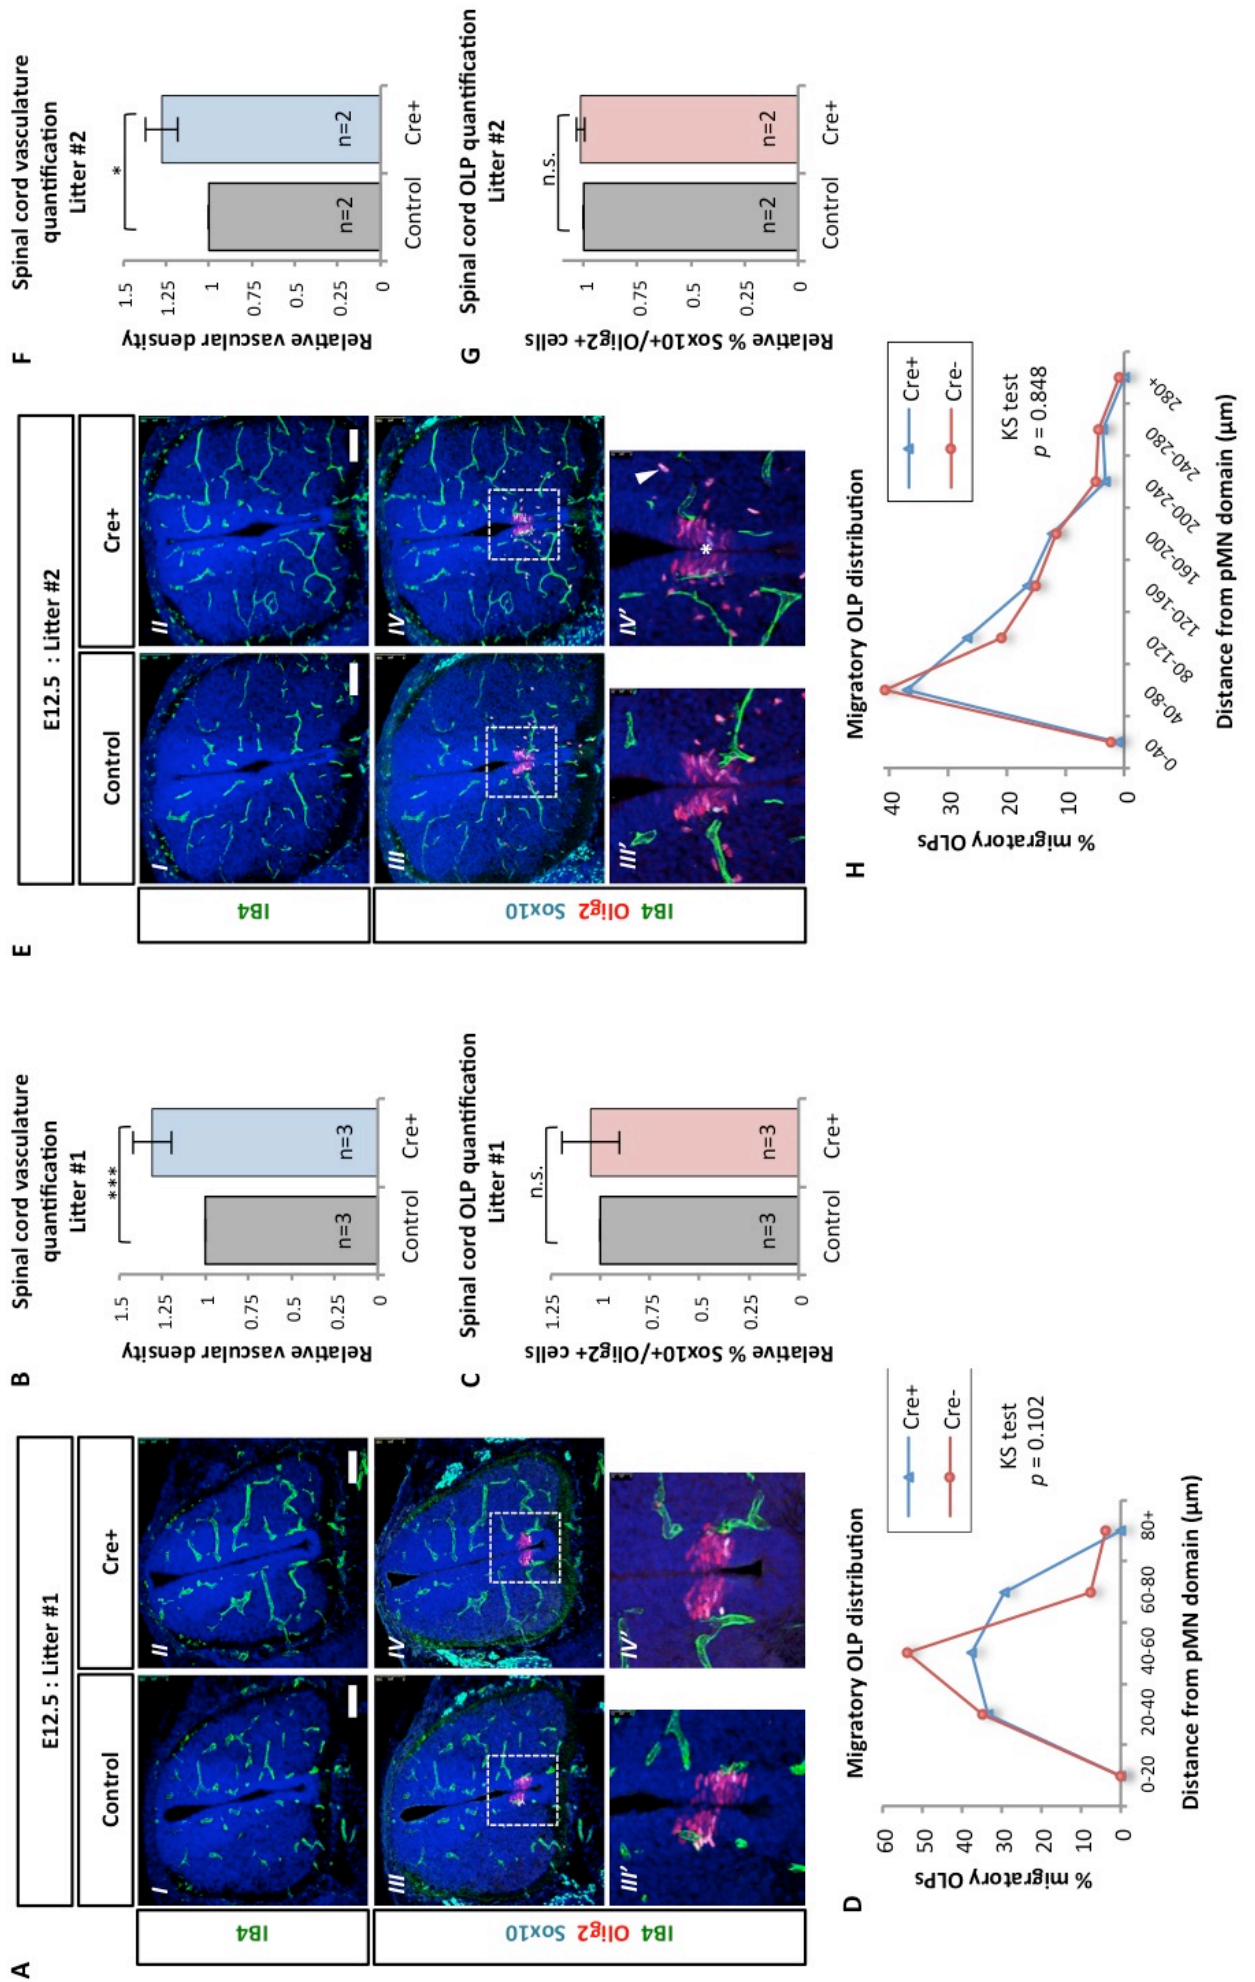 A
E12.5 : Litter #1
Control
Cre+
IB4
I
II
IB4 Olig2 Sox10
III
IV
III'
IV'
B
Spinal cord vasculature
quantification
Litter #1
Relative vascular density
1.5
1.25
1
0.75
0.5
0.25
0
***
n=3
n=3
Control
Cre+
C
Spinal cord OLP quantification
Litter #1
Relative % Sox10+/Olig2+ cells
1.25
1
0.75
0.5
0.25
0
n.s.
n=3
n=3
Control
Cre+
D
Migratory OLP distribution
% migratory OLPs
60
50
40
30
20
10
0
Cre+
Cre-
KS test
p = 0.102
0-20
20-40
40-60
60-80
80+
Distance from pMN domain (µm)
E
E12.5 : Litter #2
Control
Cre+
IB4
I
II
IB4 Olig2 Sox10
III
IV
III'
IV'
*
F
Spinal cord vasculature
quantification
Litter #2
Relative vascular density
1.5
1.25
1
0.75
0.5
0.25
0
*
n=2
n=2
Control
Cre+
G
Spinal cord OLP quantification
Litter #2
Relative % Sox10+/Olig2+ cells
1
0.75
0.5
0.25
0
n.s.
n=2
n=2
Control
Cre+
H
Migratory OLP distribution
% migratory OLPs
40
30
20
10
0
Cre+
Cre-
KS test
p = 0.848
0-40
40-80
80-120
120-160
160-200
200-240
240-280
280+
Distance from pMN domain (µm)